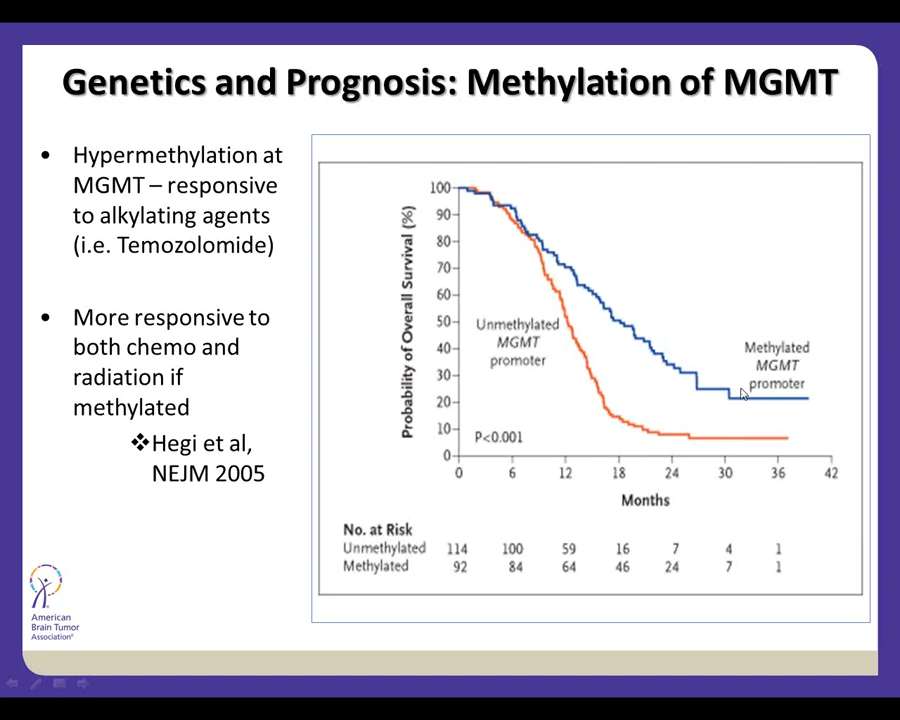 Genetics and Prognosis: Methylation of MGMT
• Hypermethylation at
MGMT – responsive
to alkylating agents
(i.e. Temozolomide)
• More responsive to
both chemo and
radiation if
methylated
❖Hegi et al,
NEJM 2005
Probability of Overall Survival (%)
100
90
80
70
60
50
40
30
20
10
0
Unmethylated
MGMT
promoter
Methylated
MGMT
promoter
P<0.001
0 6 12 18 24 30 36 42
Months
No. at Risk
Unmethylated 114 100 59 16 7 4 1
Methylated 92 84 64 46 24 7 1
American
Brain Tumor
Association®